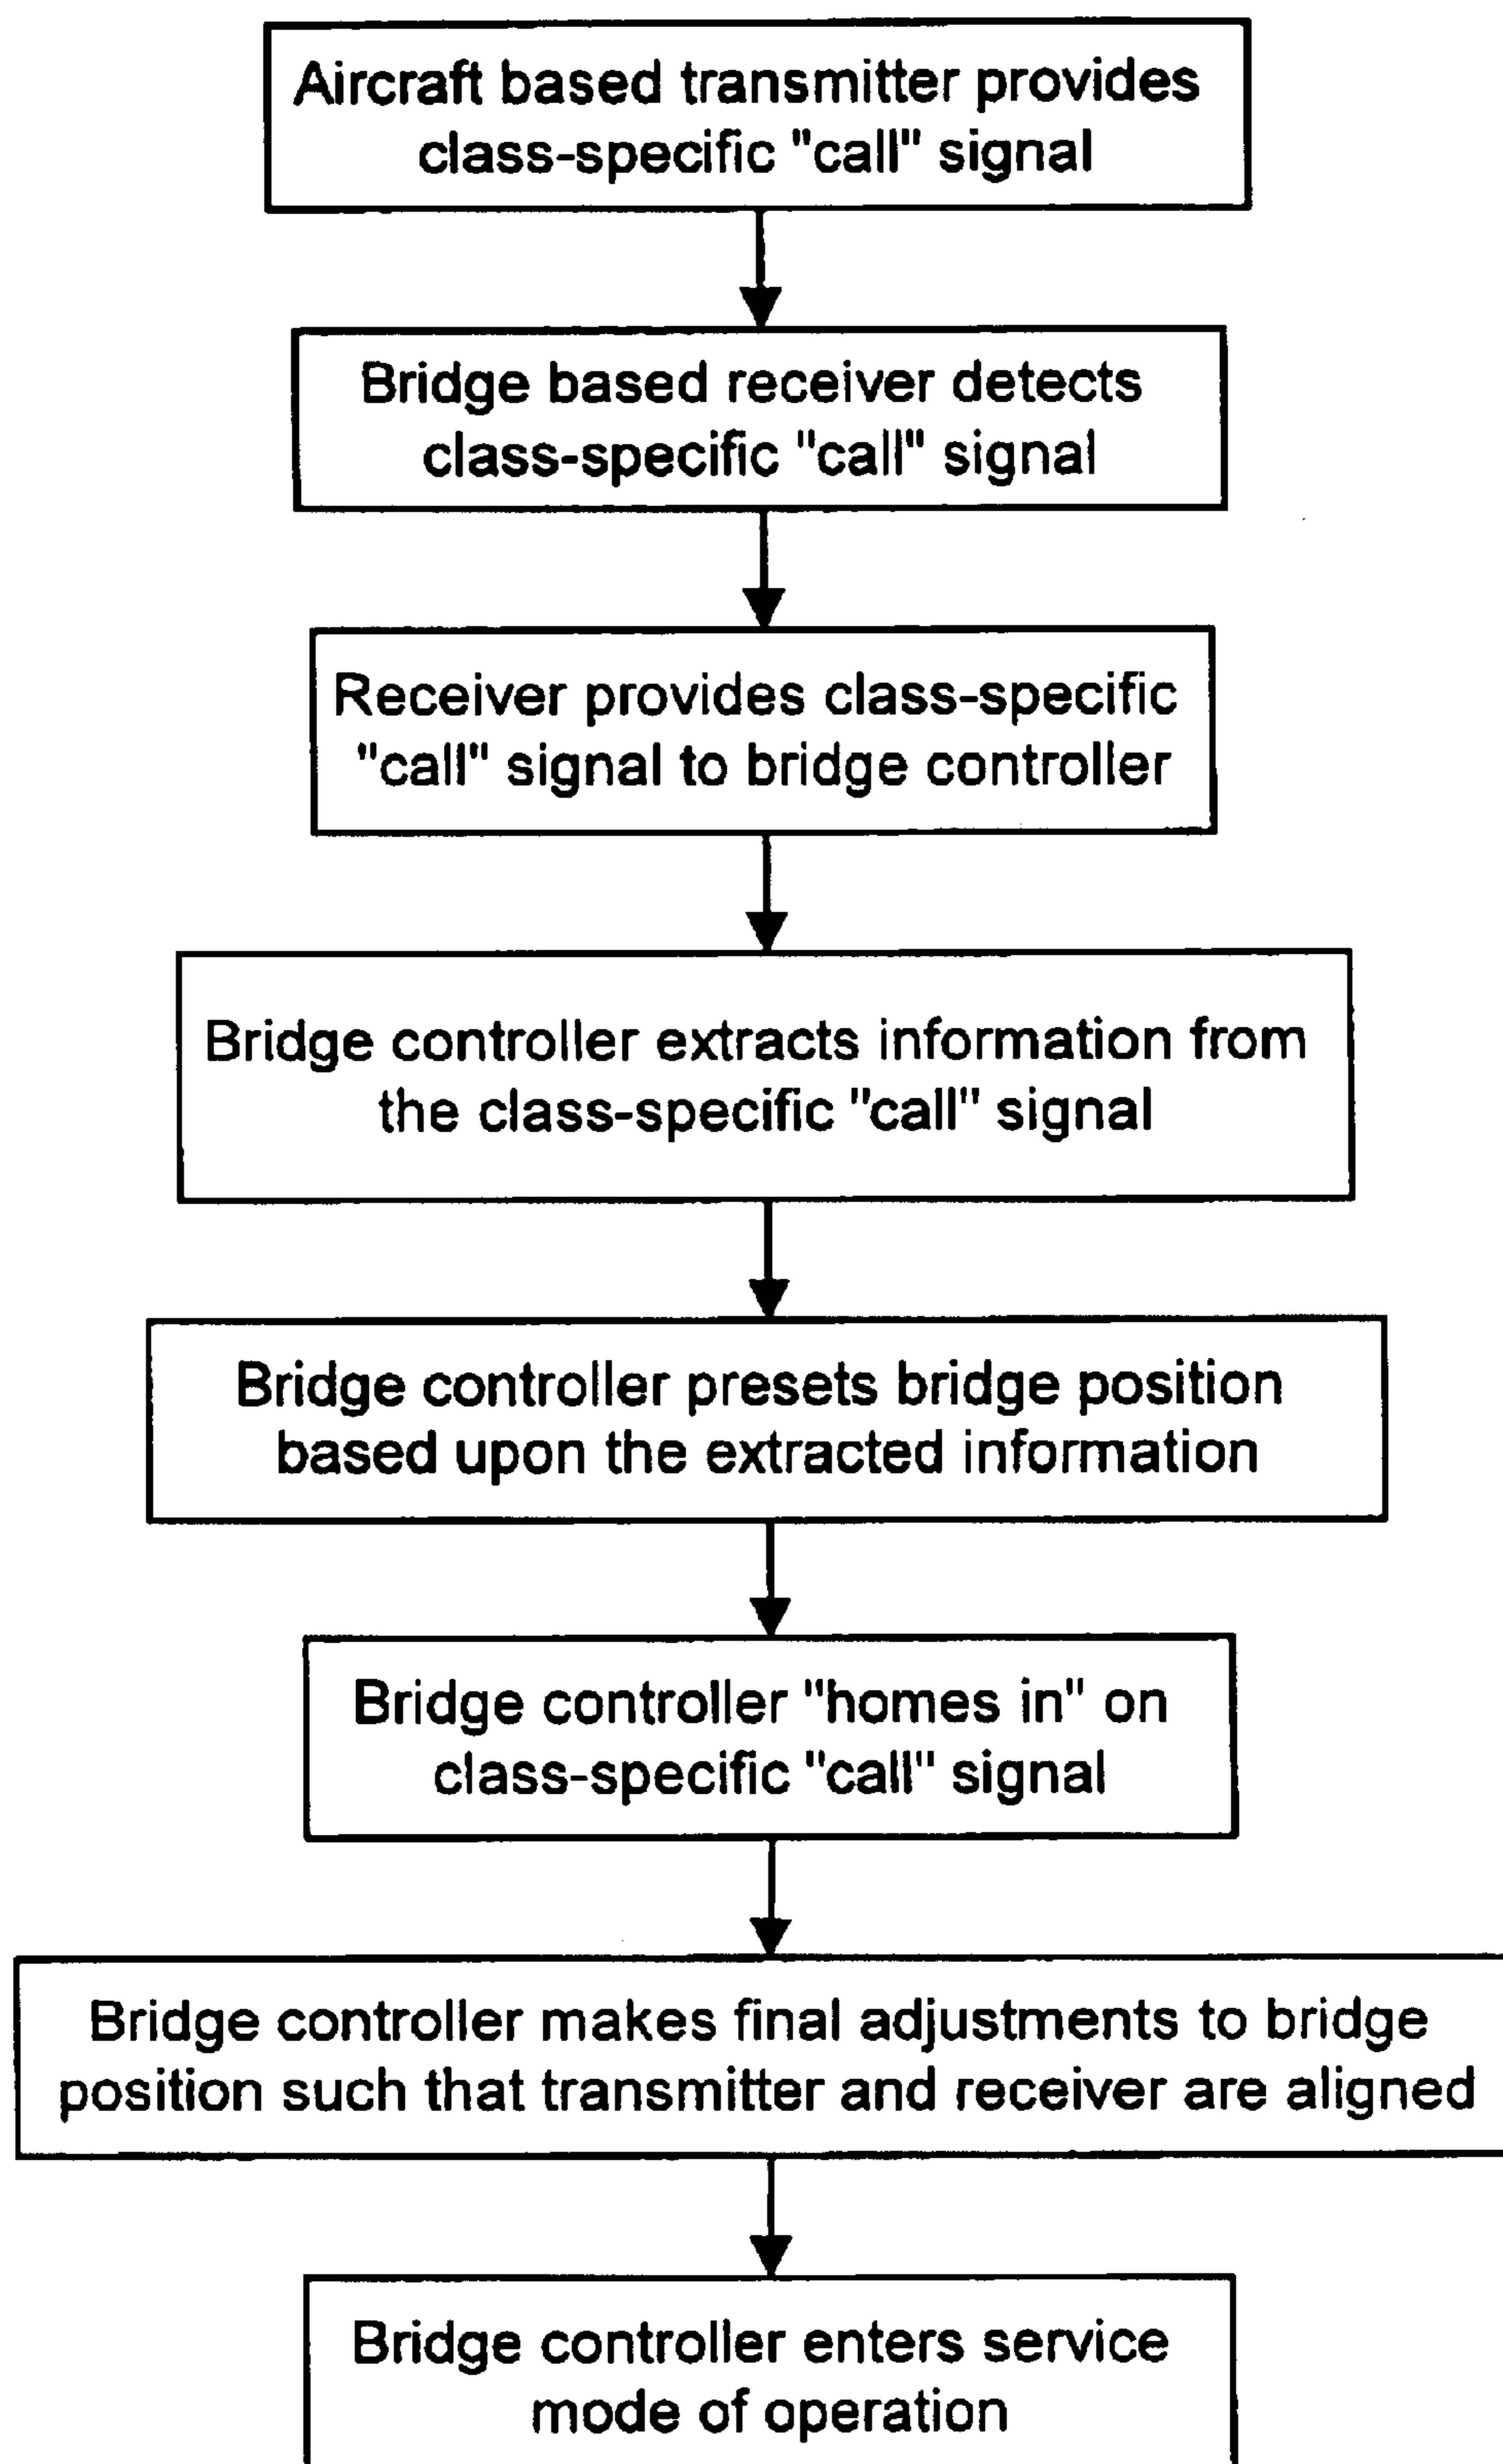 Aircraft based transmitter provides
class-specific "call" signal
Bridge based receiver detects
class-specific "call" signal
Receiver provides class-specific
"call" signal to bridge controller
Bridge controller extracts information from
the class-specific "call" signal
Bridge controller presets bridge position
based upon the extracted information
Bridge controller "homes in" on
class-specific "call" signal
Bridge controller makes final adjustments to bridge
position such that transmitter and receiver are aligned
Bridge controller enters service
mode of operation